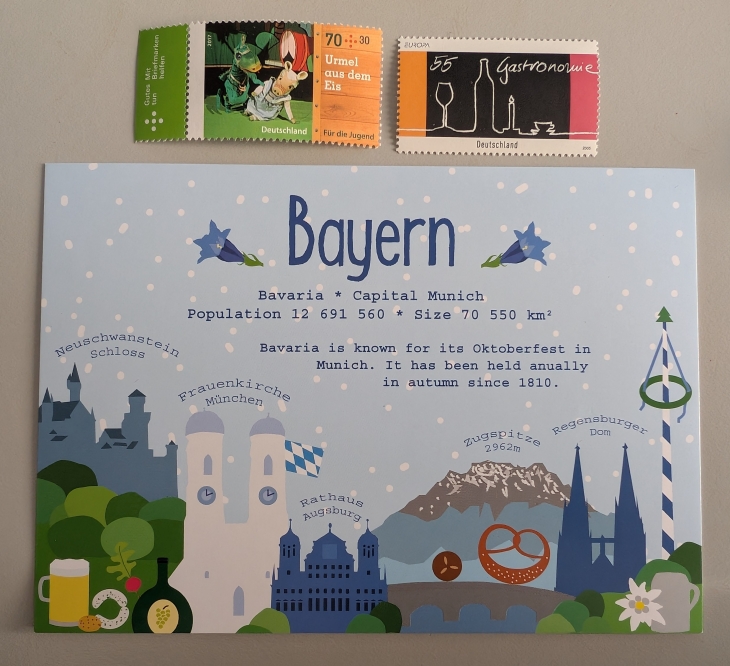 Gutes Mit
tun Briefmarken
helfen
2017
70 + 30
Urmel
aus dem
Eis
Deutschland
Für die Jugend
EUROPA
55 Gastronomie
Deutschland
2005
Bayern
Bavaria * Capital Munich
Population 12 691 560 * Size 70 550 km²
Bavaria is known for its Oktoberfest in
Munich. It has been held anually
in autumn since 1810.
Neuschwanstein
Schloss
Frauenkirche
München
Rathaus
Augsburg
Zugspitze
2962m
Regensburger
Dom